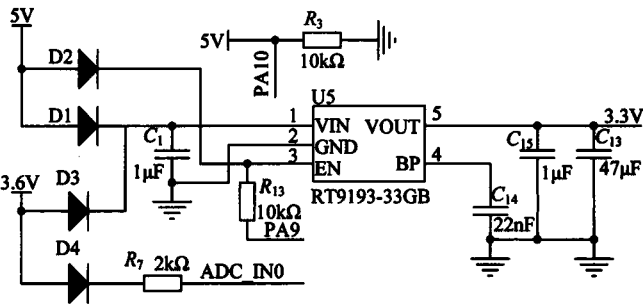 5V
D2
5V
R3
10kΩ
PA10
D1
C1
1μF
U5
1
VIN
VOUT
5
3.3V
2
GND
3
EN
BP
4
RT9193-33GB
C15
1μF
C13
47μF
C14
22nF
R13
10kΩ
PA9
3.6V
D3
D4
R7 2kΩ
ADC_IN0